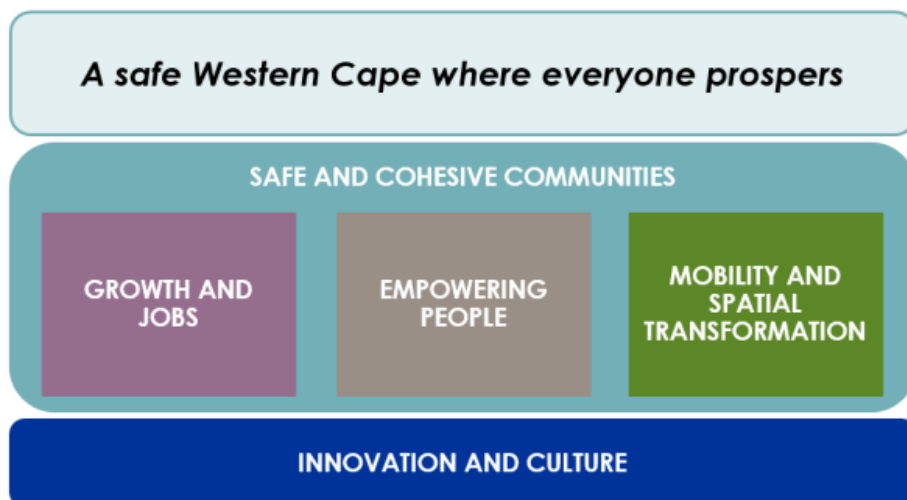 A safe Western Cape where everyone prospers
SAFE AND COHESIVE COMMUNITIES
GROWTH AND
JOBS
EMPOWERING
PEOPLE
MOBILITY AND
SPATIAL
TRANSFORMATION
INNOVATION AND CULTURE